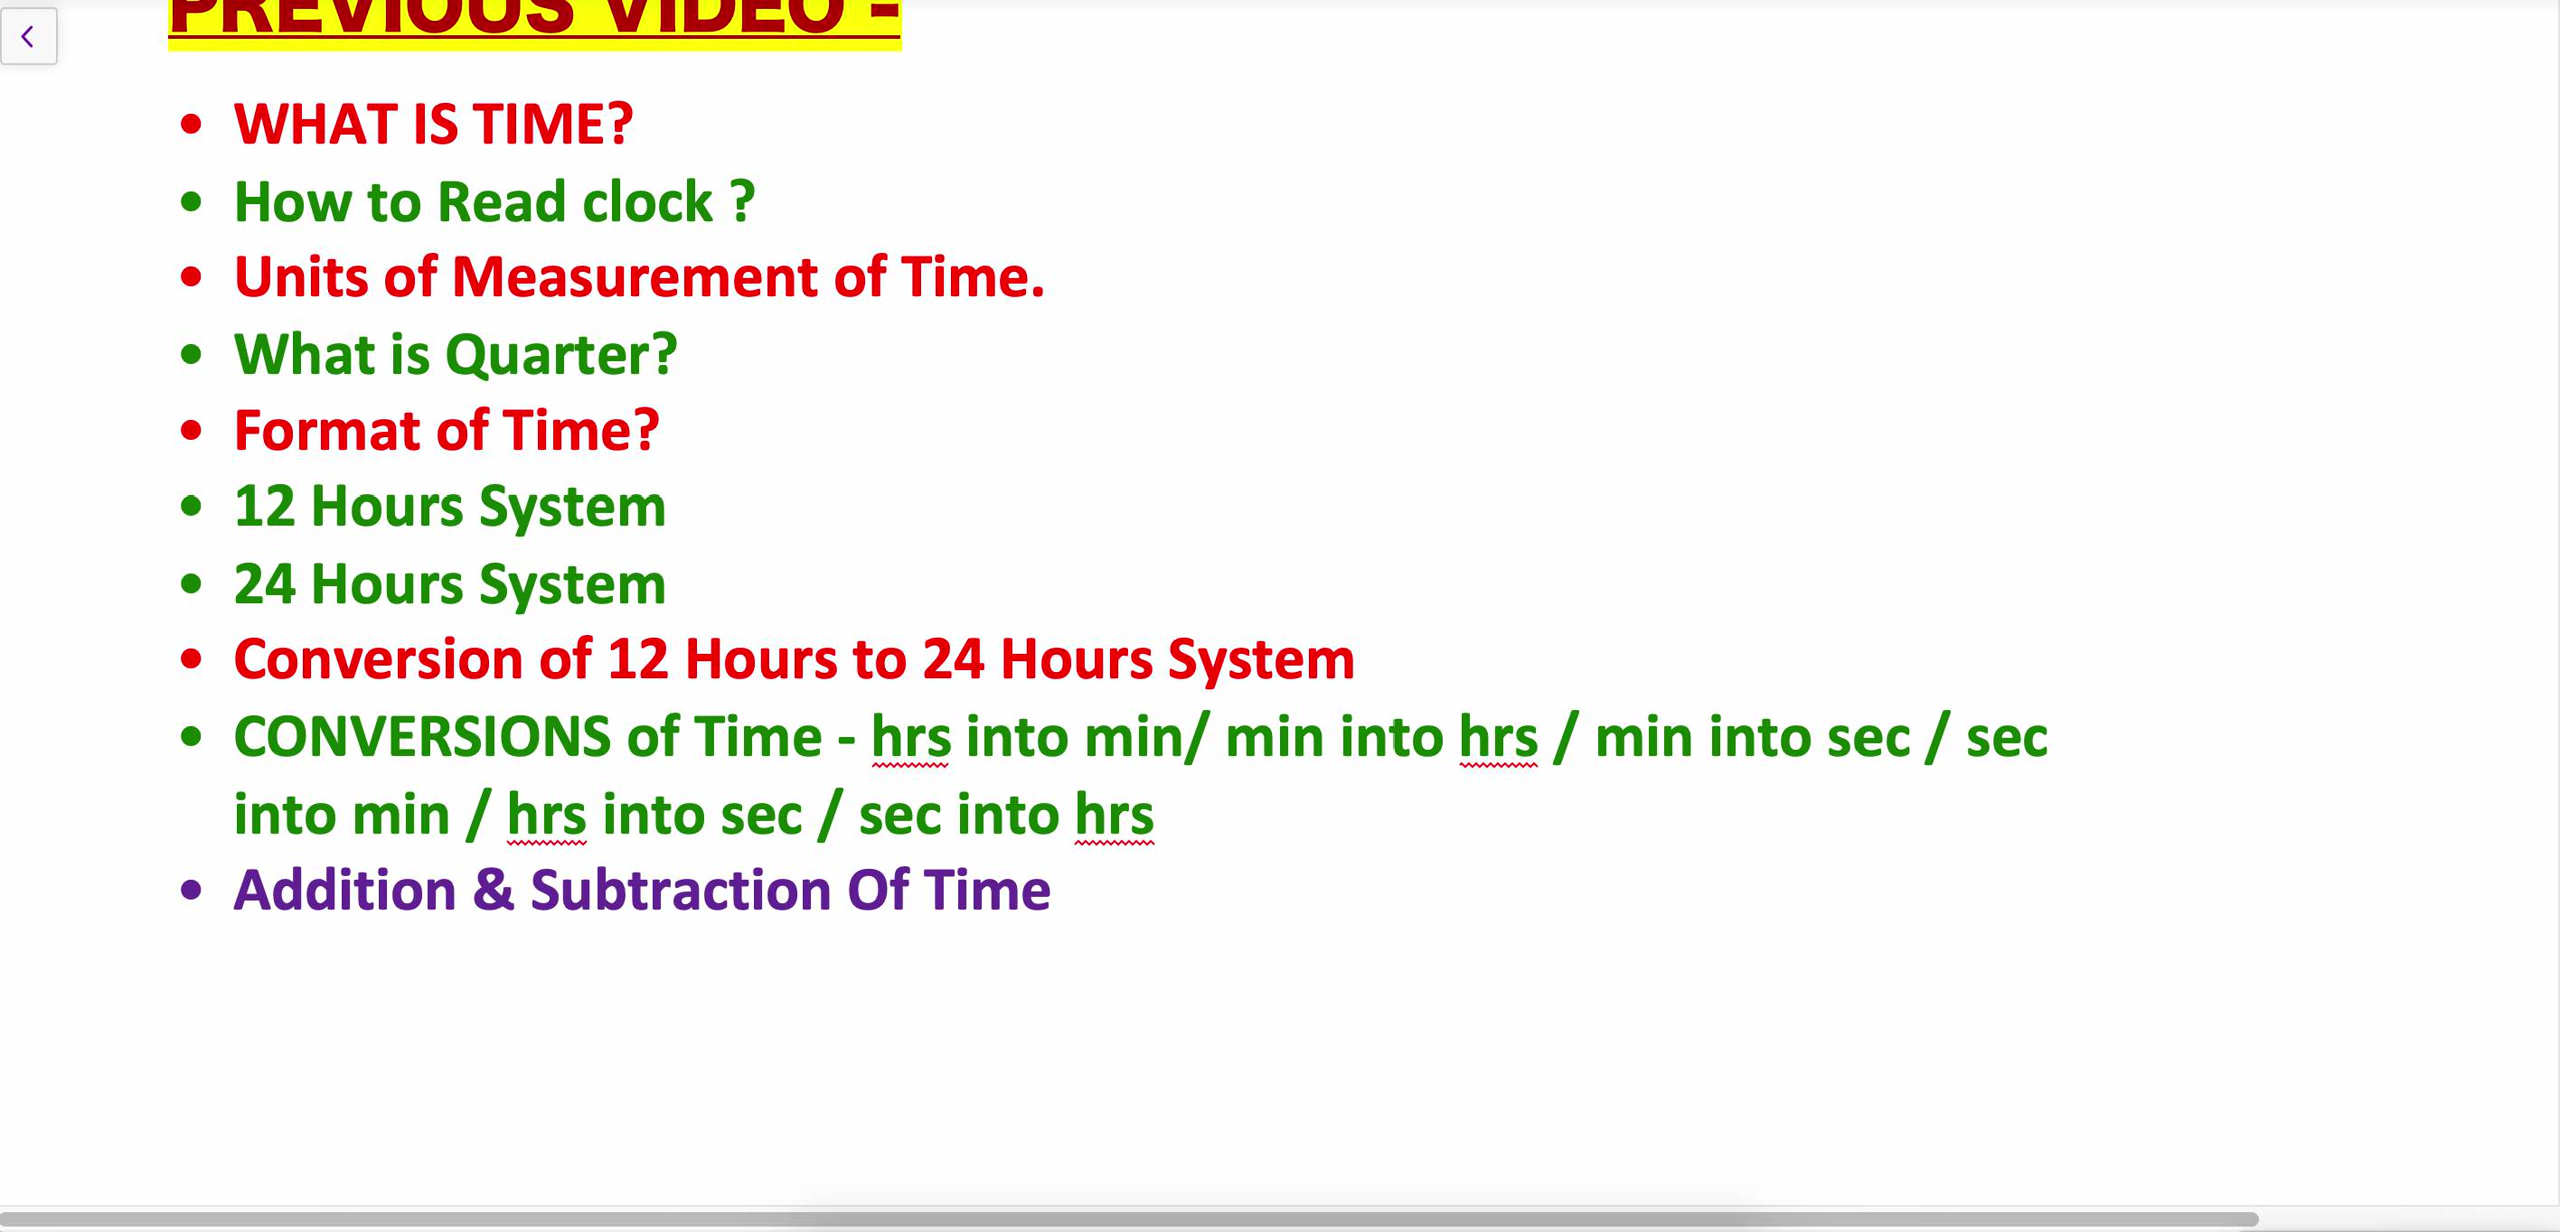 PREVIOUS VIDEO -
• WHAT IS TIME?
• How to Read clock ?
• Units of Measurement of Time.
• What is Quarter?
• Format of Time?
• 12 Hours System
• 24 Hours System
• Conversion of 12 Hours to 24 Hours System
• CONVERSIONS of Time - hrs into min/ min into hrs / min into sec / sec
into min / hrs into sec / sec into hrs
• Addition & Subtraction Of Time